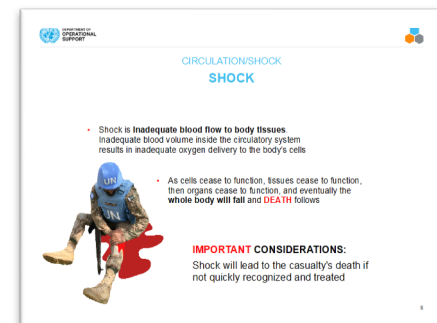 DEPARTMENT OF
OPERATIONAL
SUPPORT
CIRCULATION/SHOCK
SHOCK
• Shock is Inadequate blood flow to body tissues.
Inadequate blood volume inside the circulatory system
results in inadequate oxygen delivery to the body's cells
• As cells cease to function, tissues cease to function,
then organs cease to function, and eventually the
whole body will fail and DEATH follows
UN
UN
IMPORTANT CONSIDERATIONS:
Shock will lead to the casualty's death if
not quickly recognized and treated